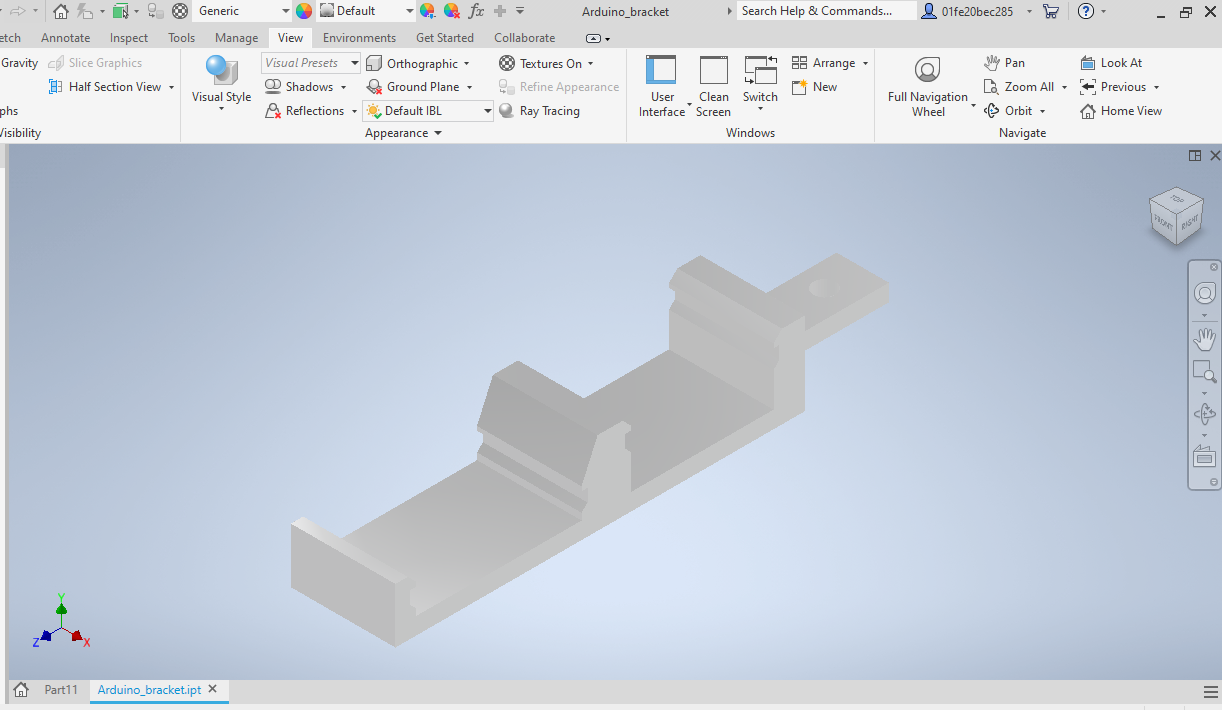 Generic Default fx Arduino_bracket Search Help & Commands... 01fe20bec285
etch Annotate Inspect Tools Manage View Environments Get Started Collaborate
Gravity Slice Graphics Visual Presets Orthographic Textures On Arrange Pan Look At
Half Section View Shadows Ground Plane Refine Appearance New Zoom All Previous
phs Reflections Default IBL Ray Tracing Orbit Home View
Visual Style User Interface Clean Screen Switch Full Navigation Wheel
Visibility Appearance Windows Navigate
TOP
FRONT RIGHT
Y
Z X
Part11 Arduino_bracket.ipt